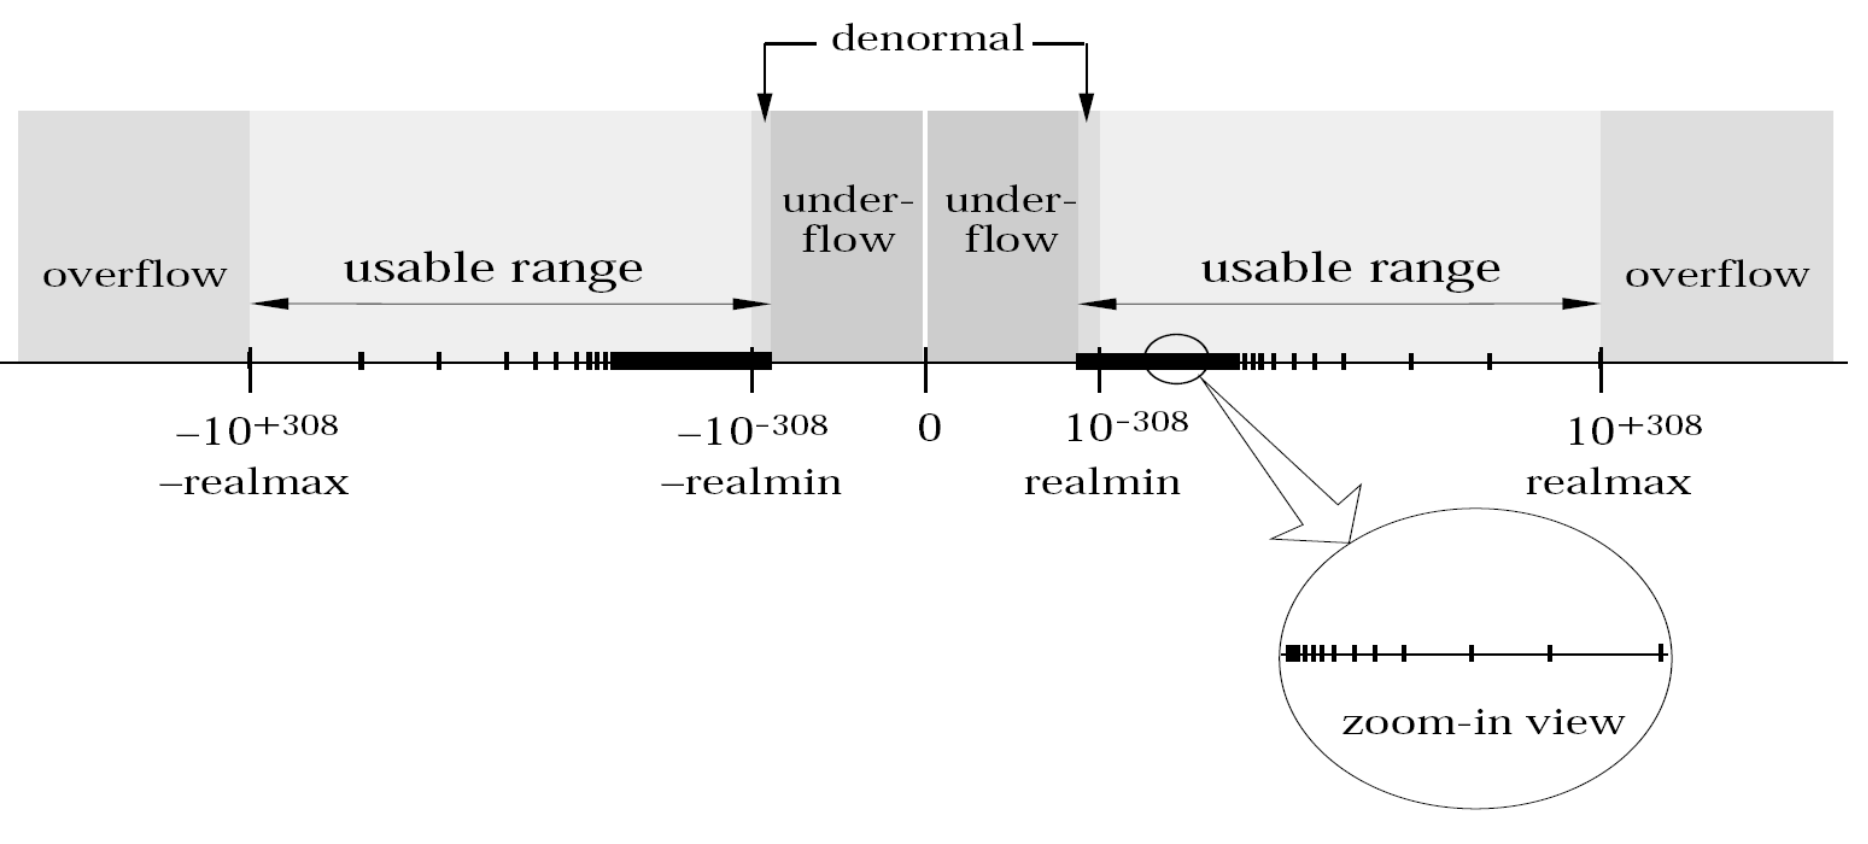 denormal
under-
flow
under-
flow
overflow
usable range
usable range
overflow
–10+308
–10-308
0
10-308
10+308
–realmax
–realmin
realmin
realmax
zoom-in view